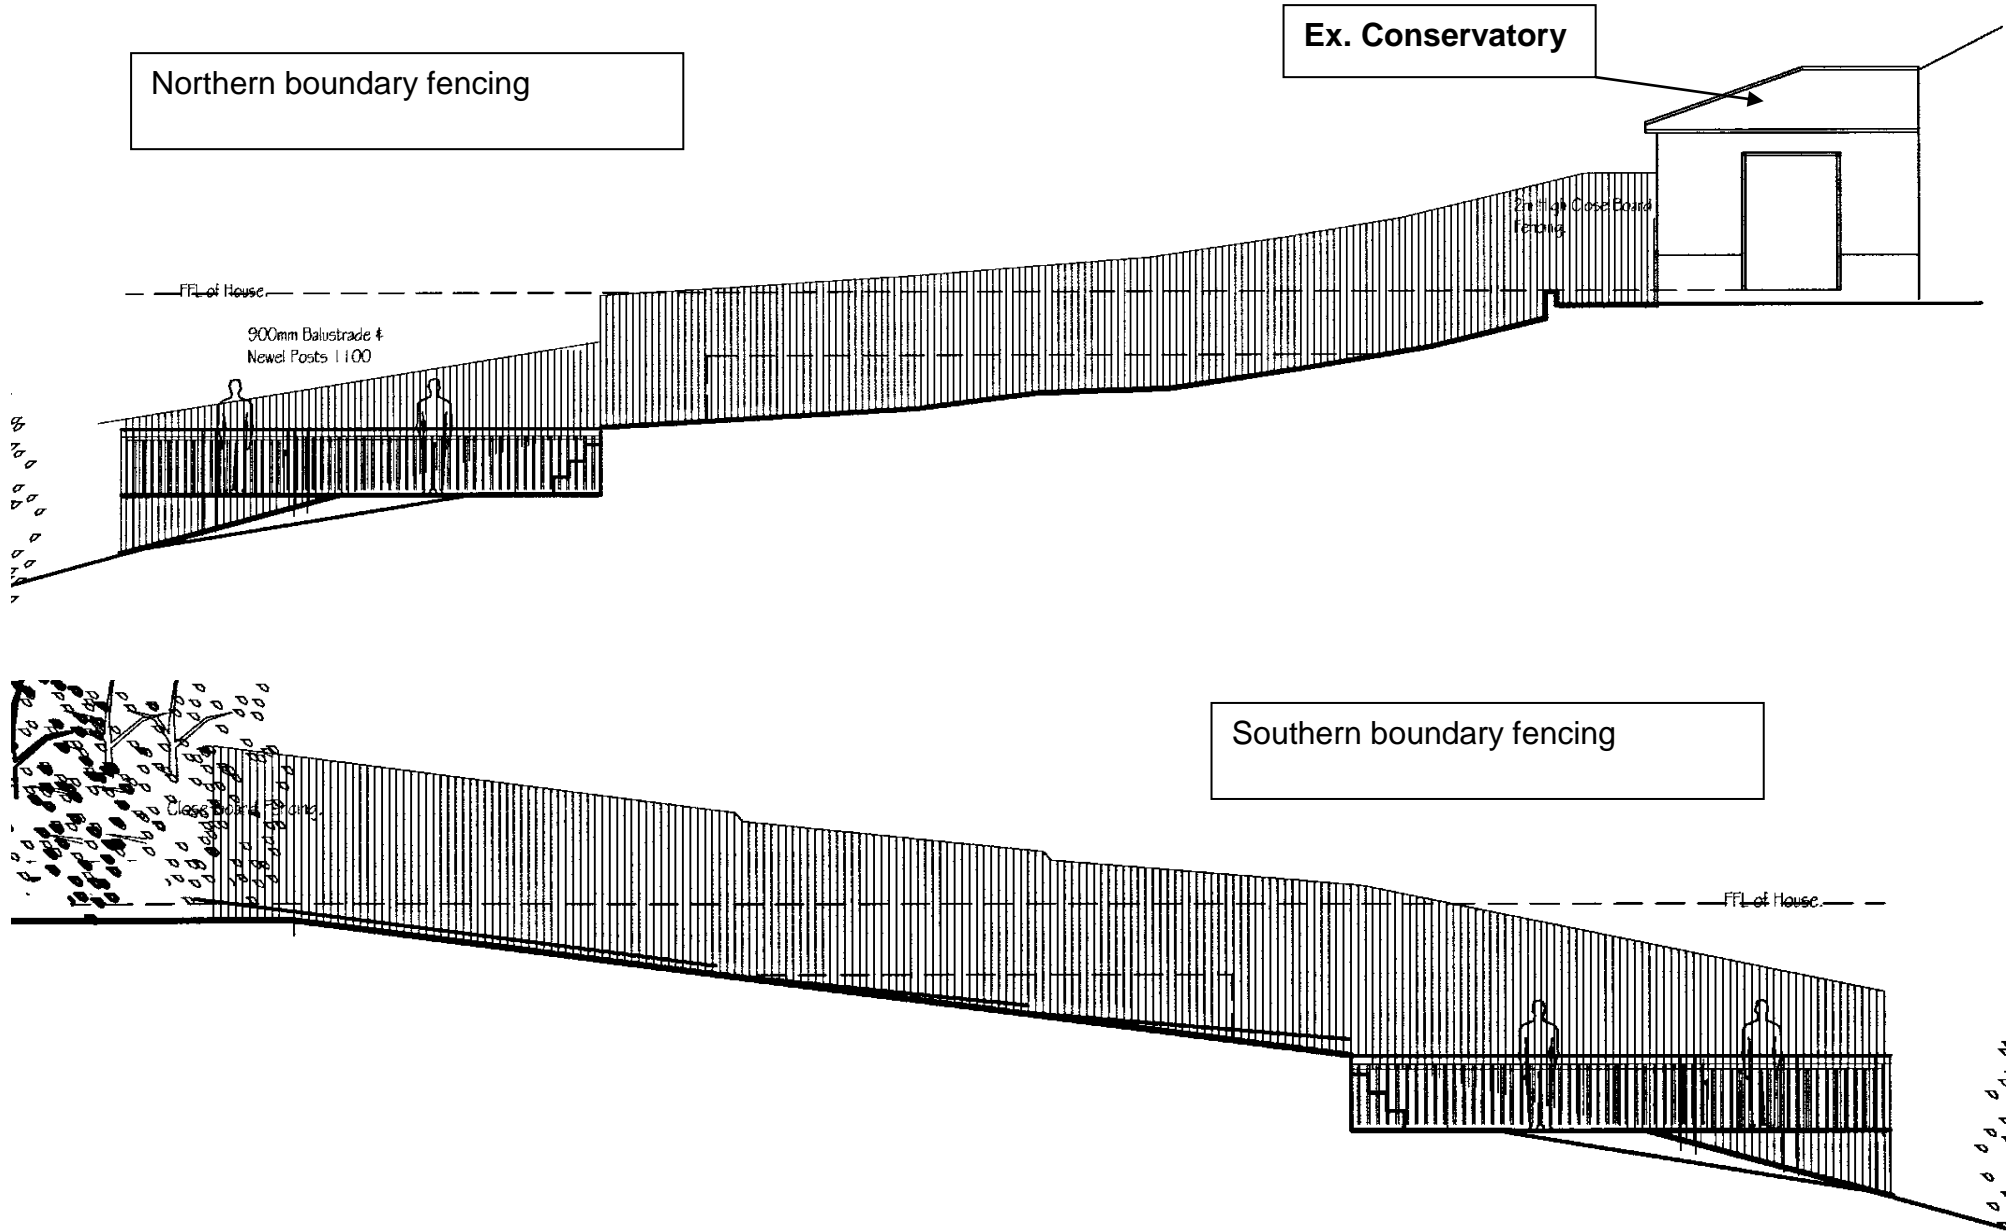 Ex. Conservatory
Northern boundary fencing
2m High Close Board
Fencing.
FFL of House.
900mm Balustrade &
Newel Posts 1100
Southern boundary fencing
Close Board Fencing.
FFL of House.